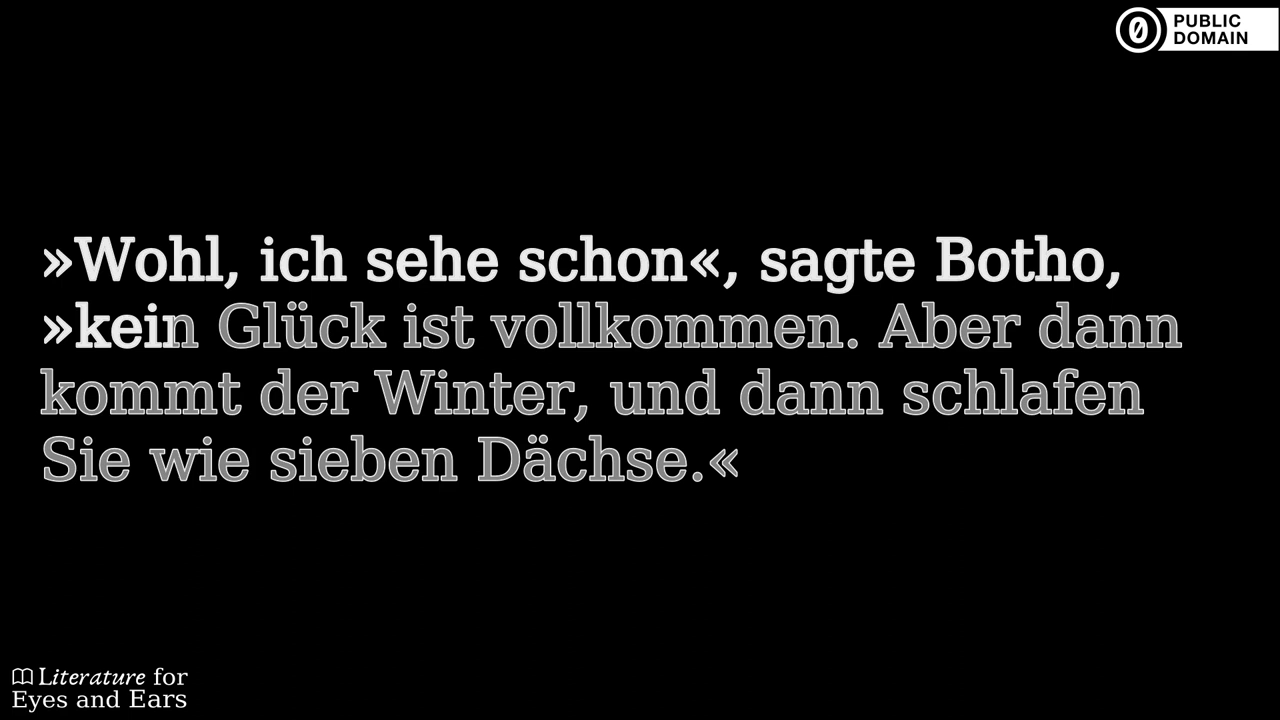 PUBLIC
DOMAIN
»Wohl, ich sehe schon«, sagte Botho,
»kein Glück ist vollkommen. Aber dann
kommt der Winter, und dann schlafen
Sie wie sieben Dächse.«
Literature for
Eyes and Ears